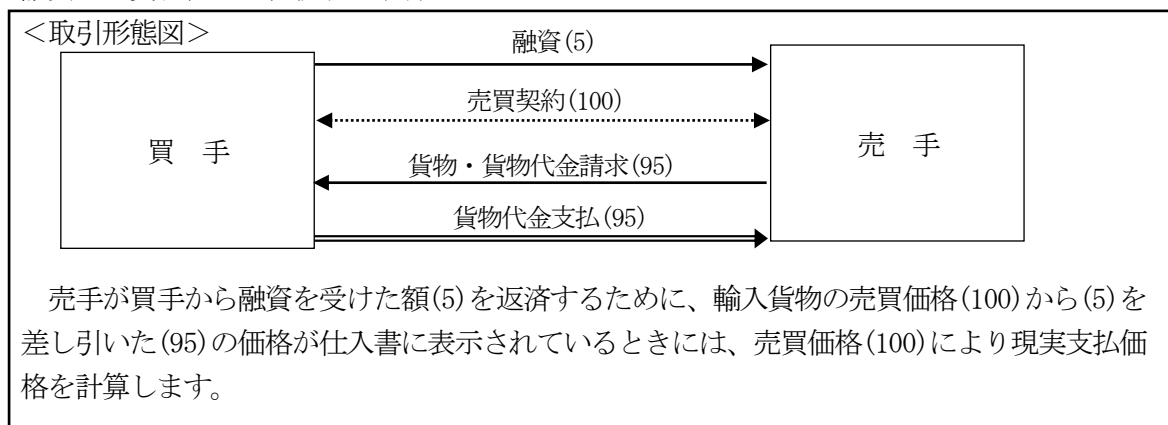 ＜取引形態図＞
融資(5)
売買契約(100)
買　手
売　手
貨物・貨物代金請求(95)
貨物代金支払(95)
　売手が買手から融資を受けた額(5)を返済するために、輸入貨物の売買価格(100)から(5)を
差し引いた(95)の価格が仕入書に表示されているときには、売買価格(100)により現実支払価
格を計算します。